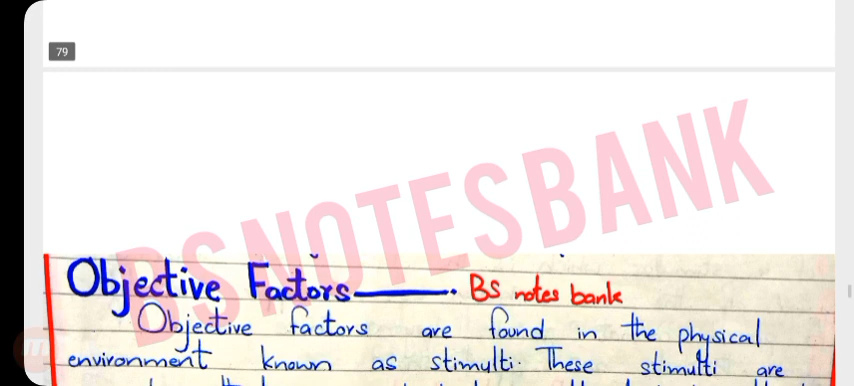 79
BSNOTESBANK
Objective Factors BS notes bank
Objective factors are found in the physical
environment known as stimulti. These stimulti are